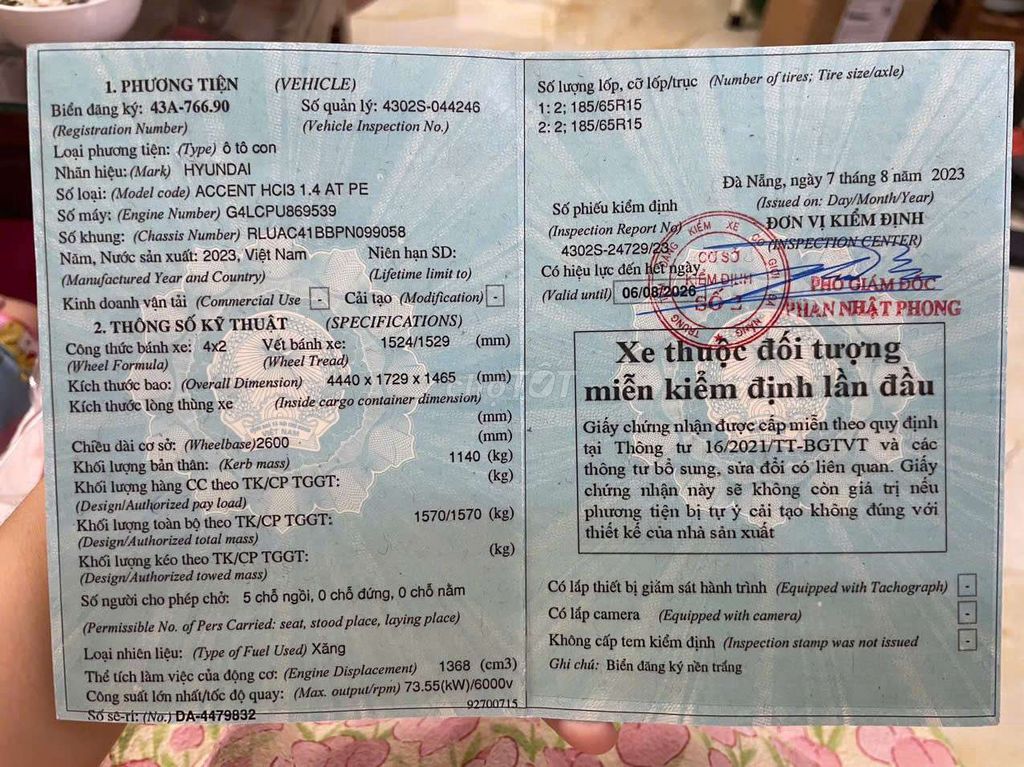 1. PHƯƠNG TIỆN (VEHICLE)
Biển đăng ký: 43A-766.90 Số quản lý: 4302S-044246
(Registration Number) (Vehicle Inspection No.)
Loại phương tiện: (Type) ô tô con
Nhãn hiệu: (Mark) HYUNDAI
Số loại: (Model code) ACCENT HCI3 1.4 AT PE
Số máy: (Engine Number) G4LCPU869539
Số khung: (Chassis Number) RLUAC41BBPN099058
Năm, Nước sản xuất: 2023, Việt Nam Niên hạn SD:
(Manufactured Year and Country) (Lifetime limit to)
Kinh doanh vận tải (Commercial Use - Cải tạo (Modification) -
2. THÔNG SỐ KỸ THUẬT (SPECIFICATIONS)
Công thức bánh xe: 4x2 Vết bánh xe: 1524/1529 (mm)
(Wheel Formula) (Wheel Tread)
Kích thước bao: (Overall Dimension) 4440 x 1729 x 1465 (mm)
Kích thước lòng thùng xe (Inside cargo container dimension)
(mm)
Chiều dài cơ sở: (Wheelbase) 2600 (mm)
Khối lượng bản thân: (Kerb mass) 1140 (kg)
Khối lượng hàng CC theo TK/CP TGGT: (kg)
(Design/Authorized pay load)
Khối lượng toàn bộ theo TK/CP TGGT: 1570/1570 (kg)
(Design/Authorized total mass)
Khối lượng kéo theo TK/CP TGGT: (kg)
(Design/Authorized towed mass)
Số người cho phép chở: 5 chỗ ngồi, 0 chỗ đứng, 0 chỗ nằm
(Permissible No. of Pers Carried: seat, stood place, laying place)
Loại nhiên liệu: (Type of Fuel Used) Xăng
Thể tích làm việc của động cơ: (Engine Displacement) 1368 (cm3)
Công suất lớn nhất/tốc độ quay: (Max. output/rpm) 73.55(kW)/6000v
92700715
Số sê-ri: (No.) DA-4479832
Số lượng lốp, cỡ lốp/trục (Number of tires; Tire size/axle)
1: 2; 185/65R15
2: 2; 185/65R15
Đà Nẵng, ngày 7 tháng 8 năm 2023
(Issued on: Day/Month/Year)
Số phiếu kiểm định ĐƠN VỊ KIỂM ĐỊNH
(Inspection Report No) (INSPECTION CENTER)
4302S-24729/23
Có hiệu lực đến hết ngày PHÓ GIÁM ĐỐC
(Valid until) 06/08/2026 PHAN NHẬT PHONG
CƠ SỞ
KIỂM ĐỊNH
Xe thuộc đối tượng
miễn kiểm định lần đầu
Giấy chứng nhận được cấp miễn theo quy định
tại Thông tư 16/2021/TT-BGTVT và các
thông tư bổ sung, sửa đổi có liên quan. Giấy
chứng nhận này sẽ không còn giá trị nếu
phương tiện bị tự ý cải tạo không đúng với
thiết kế của nhà sản xuất
Có lắp thiết bị giám sát hành trình (Equipped with Tachograph) -
Có lắp camera (Equipped with camera) -
Không cấp tem kiểm định (Inspection stamp was not issued -
Ghi chú: Biển đăng ký nền trắng